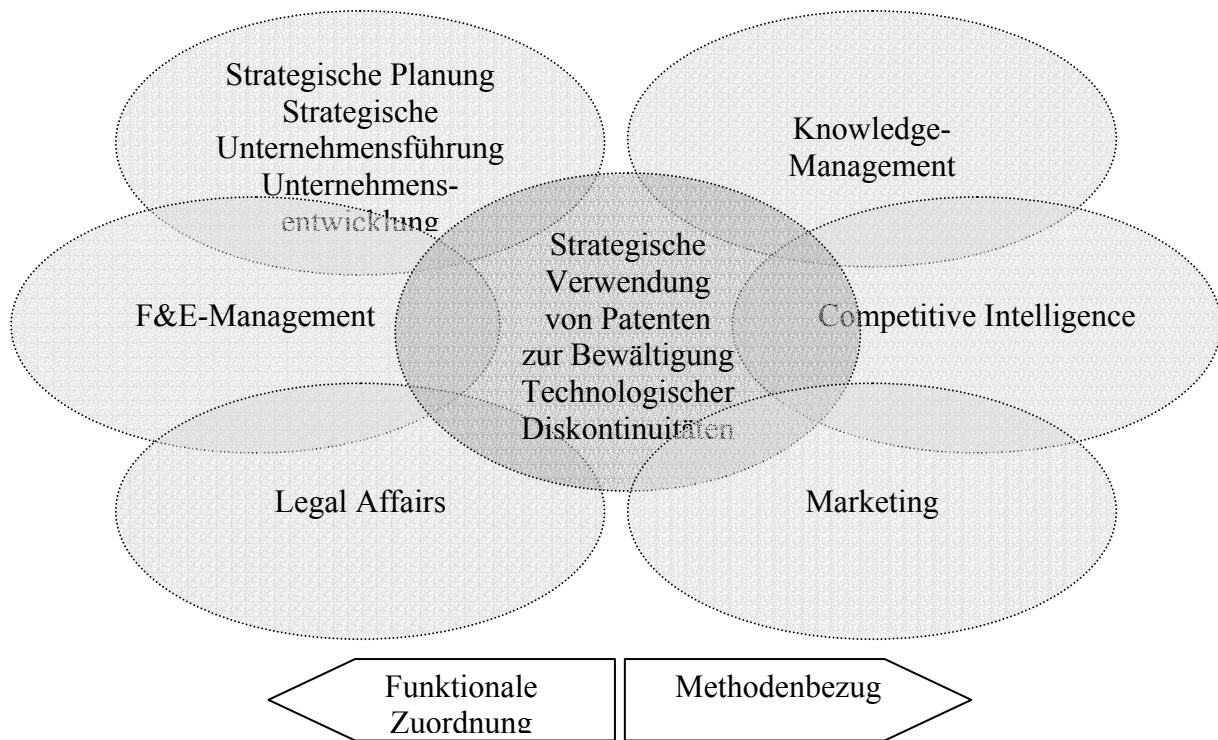 Strategische Planung
Strategische
Unternehmensführung
Unternehmens-
entwicklung
Knowledge-
Management
F&E-Management
Strategische
Verwendung
von Patenten
zur Bewältigung
Technologischer
Diskontinuitäten
Competitive Intelligence
Legal Affairs
Marketing
Funktionale
Zuordnung
Methodenbezug